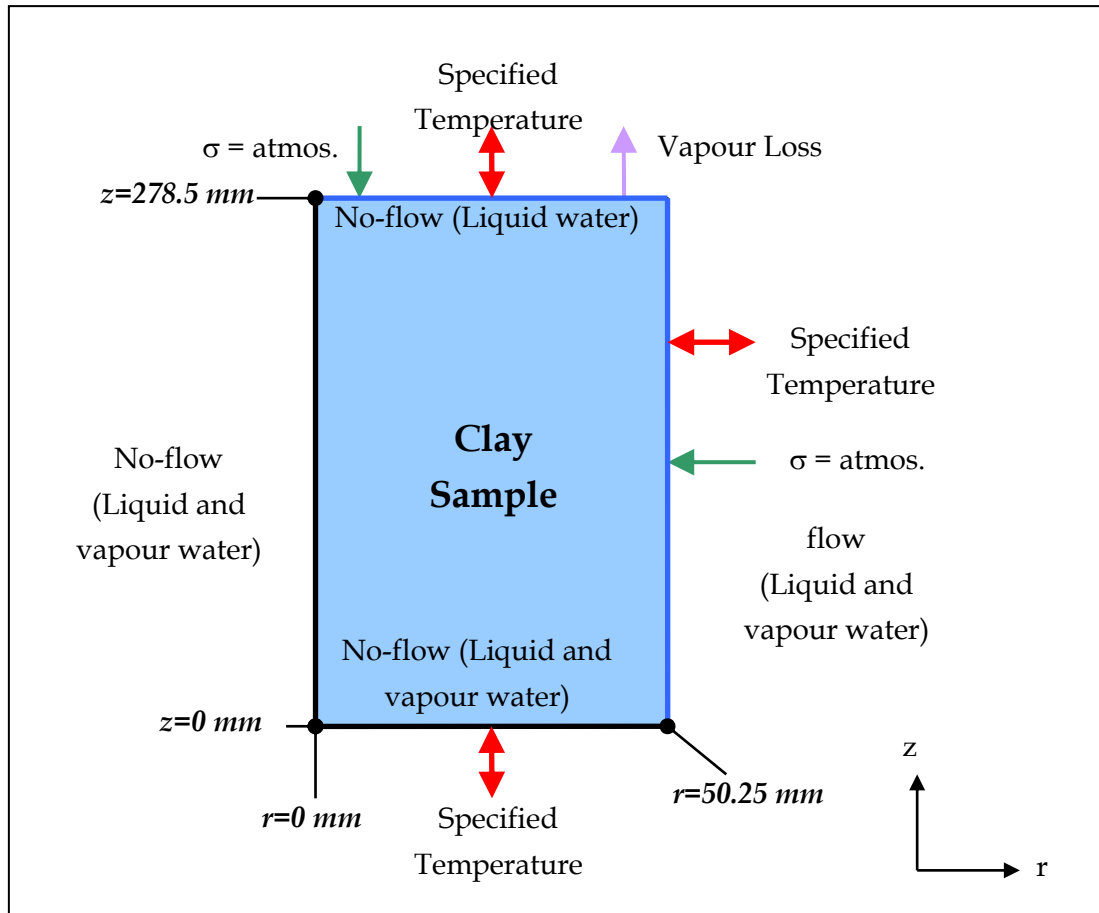 Specified
Temperature
σ = atmos.
Vapour Loss
z=278.5 mm
No-flow (Liquid water)
Specified
Temperature
Clay
Sample
σ = atmos.
No-flow
(Liquid and
vapour water)
flow
(Liquid and
vapour water)
No-flow (Liquid and
vapour water)
z=0 mm
r=0 mm
r=50.25 mm
Specified
Temperature
z
r